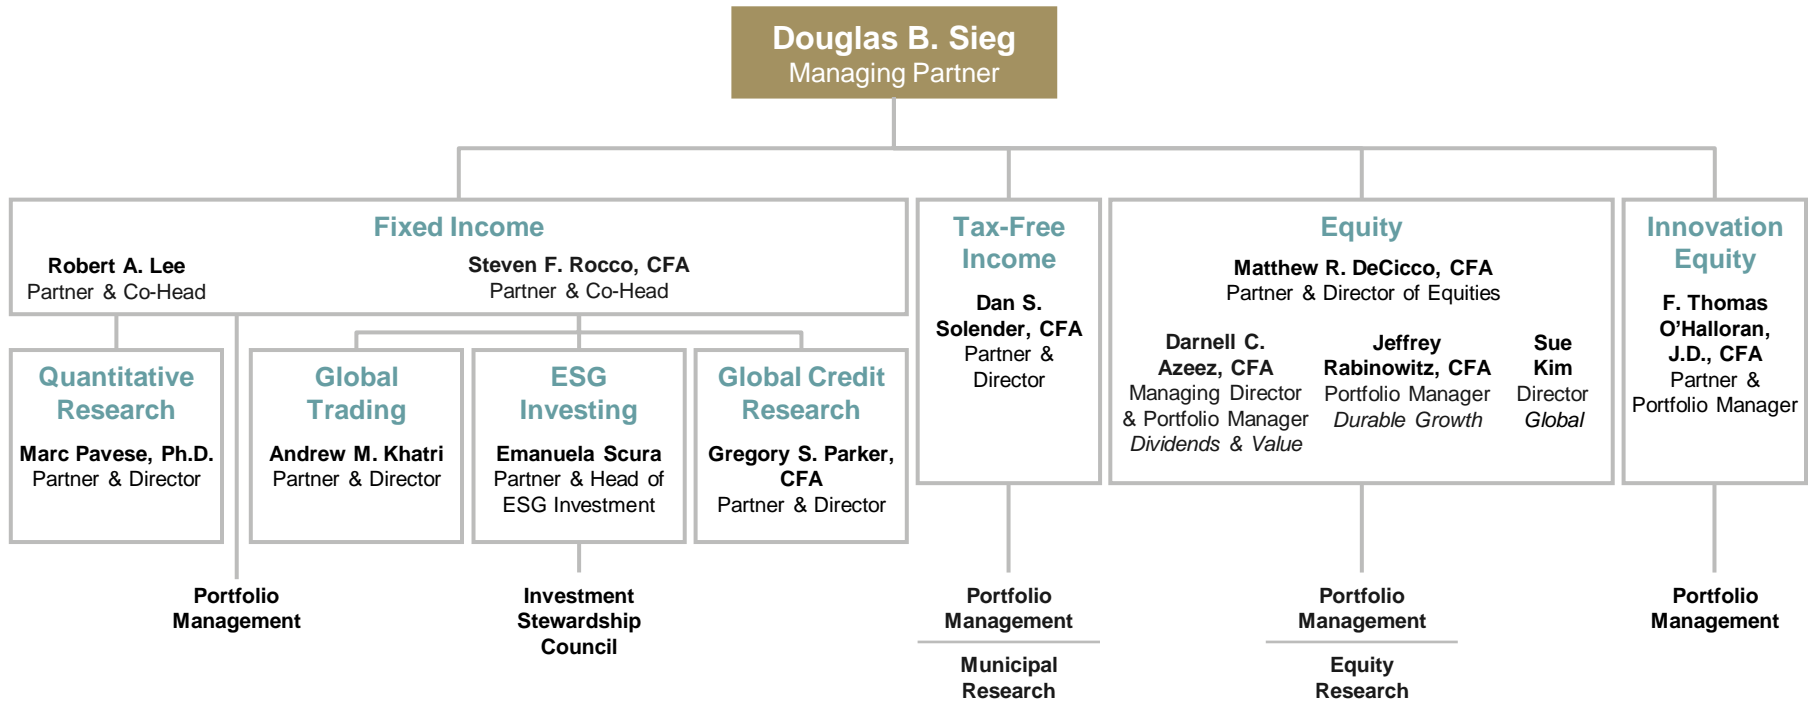 Douglas B. Sieg
Managing Partner
Fixed Income
Robert A. Lee
Partner & Co-Head
Steven F. Rocco, CFA
Partner & Co-Head
Quantitative
Research
Marc Pavese, Ph.D.
Partner & Director
Global
Trading
Andrew M. Khatri
Partner & Director
ESG
Investing
Emanuela Scura
Partner & Head of
ESG Investment
Global Credit
Research
Gregory S. Parker,
CFA
Partner & Director
Portfolio
Management
Investment
Stewardship
Council
Tax-Free
Income
Dan S.
Solender, CFA
Partner &
Director
Portfolio
Management
Municipal
Research
Equity
Matthew R. DeCicco, CFA
Partner & Director of Equities
Darnell C.
Azeez, CFA
Managing Director
& Portfolio Manager
Dividends & Value
Jeffrey
Rabinowitz, CFA
Portfolio Manager
Durable Growth
Sue
Kim
Director
Global
Portfolio
Management
Equity
Research
Innovation
Equity
F. Thomas
O’Halloran,
J.D., CFA
Partner &
Portfolio Manager
Portfolio
Management